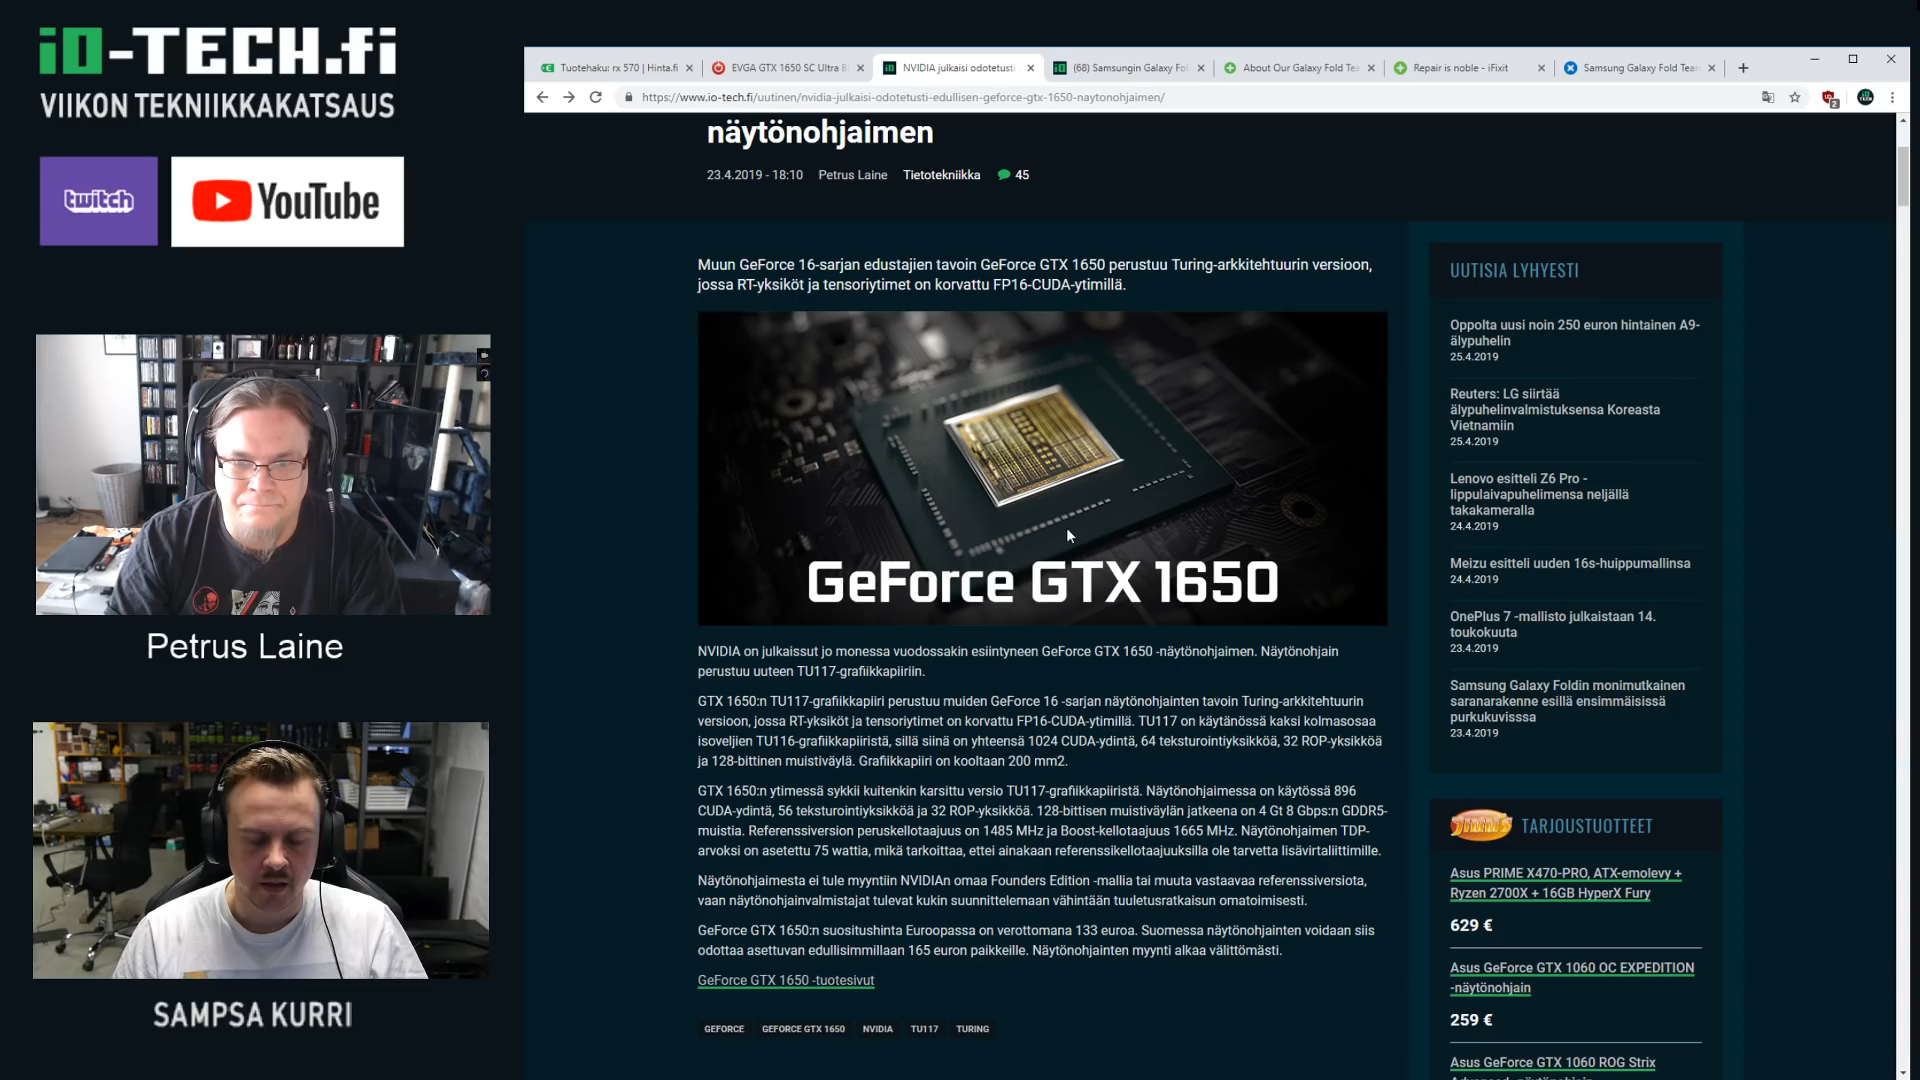 iO-TECH.fi
VIIKON TEKNIIKKAKATSAUS
twitch
YouTube
Petrus Laine
SAMPSA KURRI
Tuotehaku: rx 570 | Hinta.fi
EVGA GTX 1650 SC Ultra B
NVIDIA julkaisi odotetusti
(68) Samsungin Galaxy Fol
About Our Galaxy Fold Tea
Repair is noble - iFixit
Samsung Galaxy Fold Tear
https://www.io-tech.fi/uutinen/nvidia-julkaisi-odotetusti-edullisen-geforce-gtx-1650-naytonohjaimen/
2
näytönohjaimen
23.4.2019 - 18:10 Petrus Laine Tietotekniikka 45
Muun GeForce 16-sarjan edustajien tavoin GeForce GTX 1650 perustuu Turing-arkkitehtuurin versioon,
jossa RT-yksiköt ja tensoriytimet on korvattu FP16-CUDA-ytimillä.
GeForce GTX 1650
NVIDIA on julkaissut jo monessa vuodossakin esiintyneen GeForce GTX 1650 -näytönohjaimen. Näytönohjain
perustuu uuteen TU117-grafiikkapiiriin.
GTX 1650:n TU117-grafiikkapiiri perustuu muiden GeForce 16 -sarjan näytönohjainten tavoin Turing-arkkitehtuurin
versioon, jossa RT-yksiköt ja tensoriytimet on korvattu FP16-CUDA-ytimillä. TU117 on käytänössä kaksi kolmasosaa
isoveljien TU116-grafiikkapiiristä, sillä siinä on yhteensä 1024 CUDA-ydintä, 64 teksturointiyksikköä, 32 ROP-yksikköä
ja 128-bittinen muistiväylä. Grafiikkapiiri on kooltaan 200 mm2.
GTX 1650:n ytimessä sykkii kuitenkin karsittu versio TU117-grafiikkapiiristä. Näytönohjaimessa on käytössä 896
CUDA-ydintä, 56 teksturointiyksikköä ja 32 ROP-yksikköä. 128-bittisen muistiväylän jatkeena on 4 Gt 8 Gbps:n GDDR5-
muistia. Referenssiversion peruskellotaajuus on 1485 MHz ja Boost-kellotaajuus 1665 MHz. Näytönohjaimen TDP-
arvoksi on asetettu 75 wattia, mikä tarkoittaa, ettei ainakaan referenssikellotaajuuksilla ole tarvetta lisävirtaliittimille.
Näytönohjaimesta ei tule myyntiin NVIDIAn omaa Founders Edition -mallia tai muuta vastaavaa referenssiversiota,
vaan näytönohjainvalmistajat tulevat kukin suunnittelemaan vähintään tuuletusratkaisun omatoimisesti.
GeForce GTX 1650:n suositushinta Euroopassa on verottomana 133 euroa. Suomessa näytönohjainten voidaan siis
odottaa asettuvan edullisimmillaan 165 euron paikkeille. Näytönohjainten myynti alkaa välittömästi.
GeForce GTX 1650 -tuotesivut
GEFORCE GEFORCE GTX 1650 NVIDIA TU117 TURING
UUTISIA LYHYESTI
Oppolta uusi noin 250 euron hintainen A9-
älypuhelin
25.4.2019
Reuters: LG siirtää
älypuhelinvalmistuksensa Koreasta
Vietnamiin
25.4.2019
Lenovo esitteli Z6 Pro -
lippulaivapuhelimensa neljällä
takakameralla
24.4.2019
Meizu esitteli uuden 16s-huippumallinsa
24.4.2019
OnePlus 7 -mallisto julkaistaan 14.
toukokuuta
23.4.2019
Samsung Galaxy Foldin monimutkainen
saranarakenne esillä ensimmäisissä
purkukuvisssa
23.4.2019
TARJOUSTUOTTEET
Asus PRIME X470-PRO, ATX-emolevy +
Ryzen 2700X + 16GB HyperX Fury
629 €
Asus GeForce GTX 1060 OC EXPEDITION
-näytönohjain
259 €
Asus GeForce GTX 1060 ROG Strix